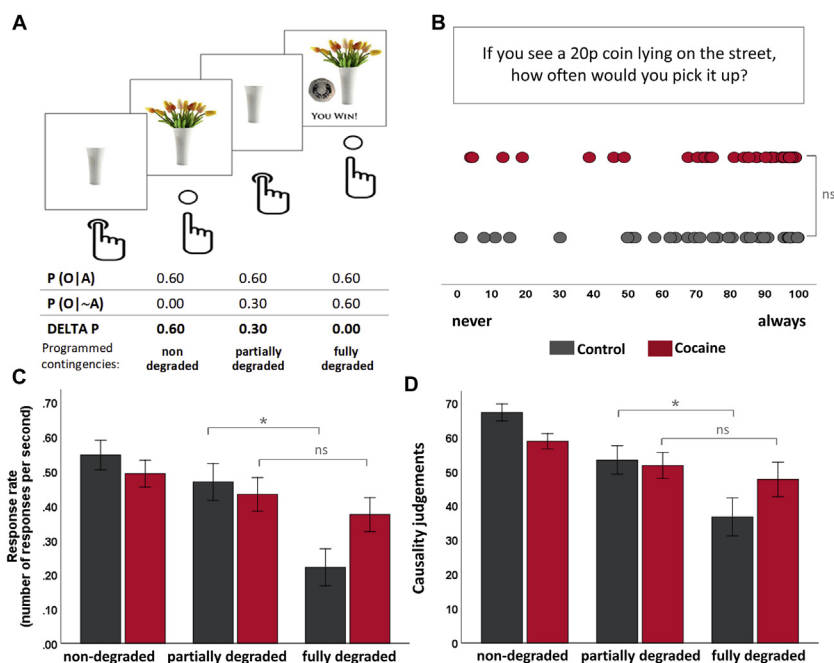 A
YOU WIN!
P (O|A) 0.60 0.60 0.60
P (O|~A) 0.00 0.30 0.60
DELTA P 0.60 0.30 0.00
Programmed contingencies: non degraded partially degraded fully degraded
B
If you see a 20p coin lying on the street,
how often would you pick it up?
ns
0 10 20 30 40 50 60 70 80 90 100
never always
Control Cocaine
C
Response rate
(number of responses per second)
.70
.60
.50
.40
.30
.20
.10
.00
*
ns
non-degraded partially degraded fully degraded
D
Causality judgements
70
60
50
40
30
20
10
0
*
ns
non-degraded partially degraded fully degraded